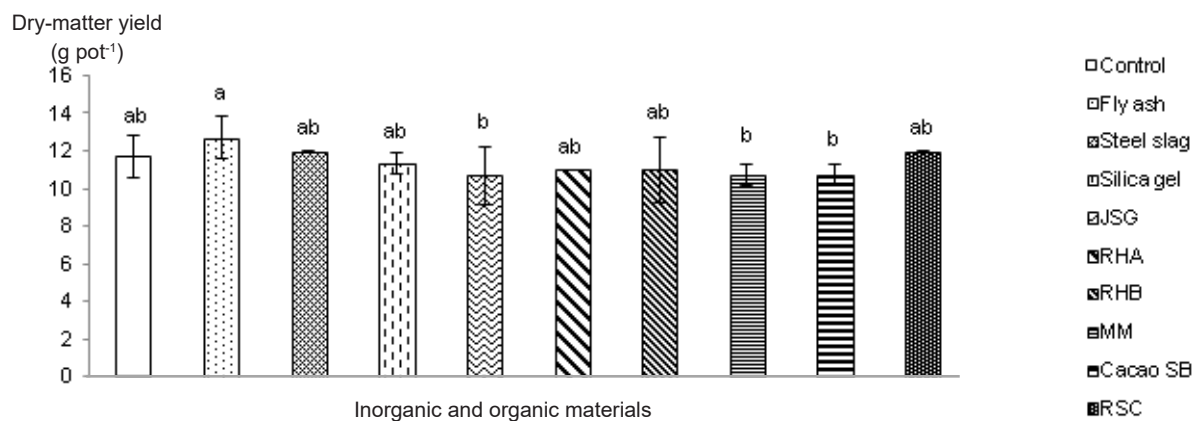 Dry-matter yield
(g pot⁻¹)
16
14
12
10
8
6
4
2
0
ab
a
ab
ab
b
ab
ab
b
b
ab
Inorganic and organic materials
Control
Fly ash
Steel slag
Silica gel
JSG
RHA
RHB
MM
Cacao SB
RSC